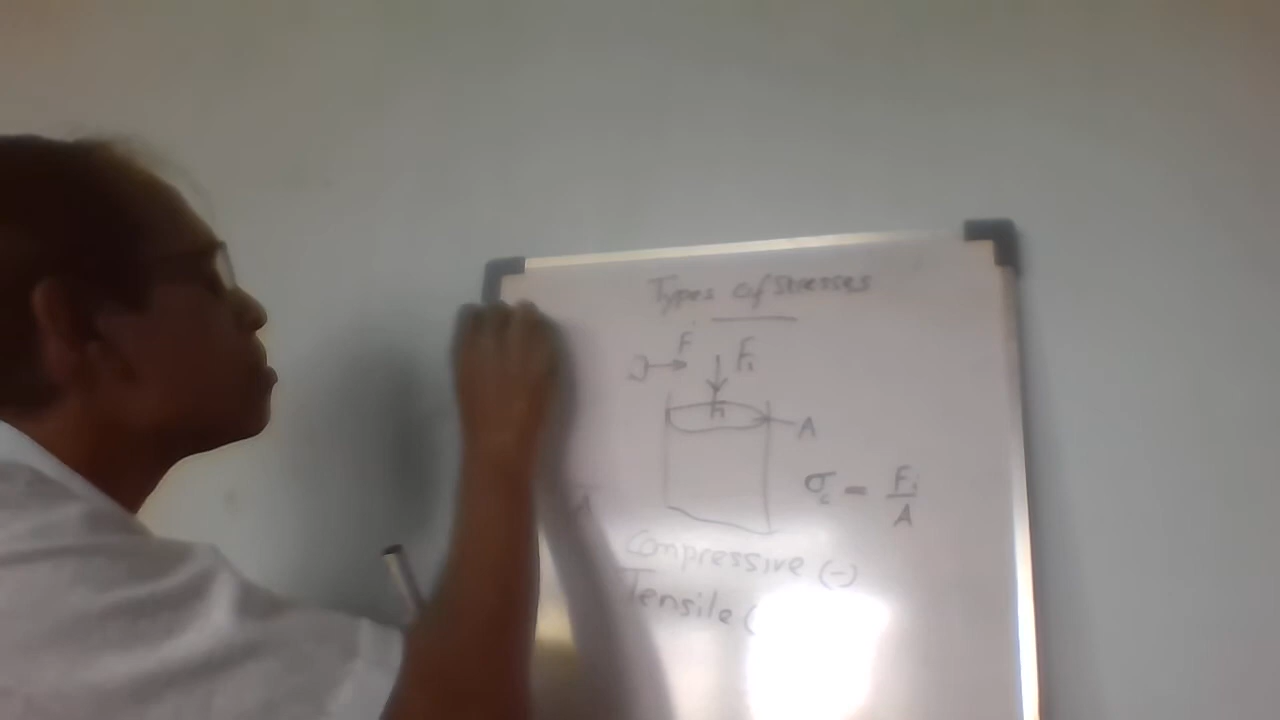 Types of stresses
F
F₁
A
σc = F₁/A
Compressive (-)
Tensile (